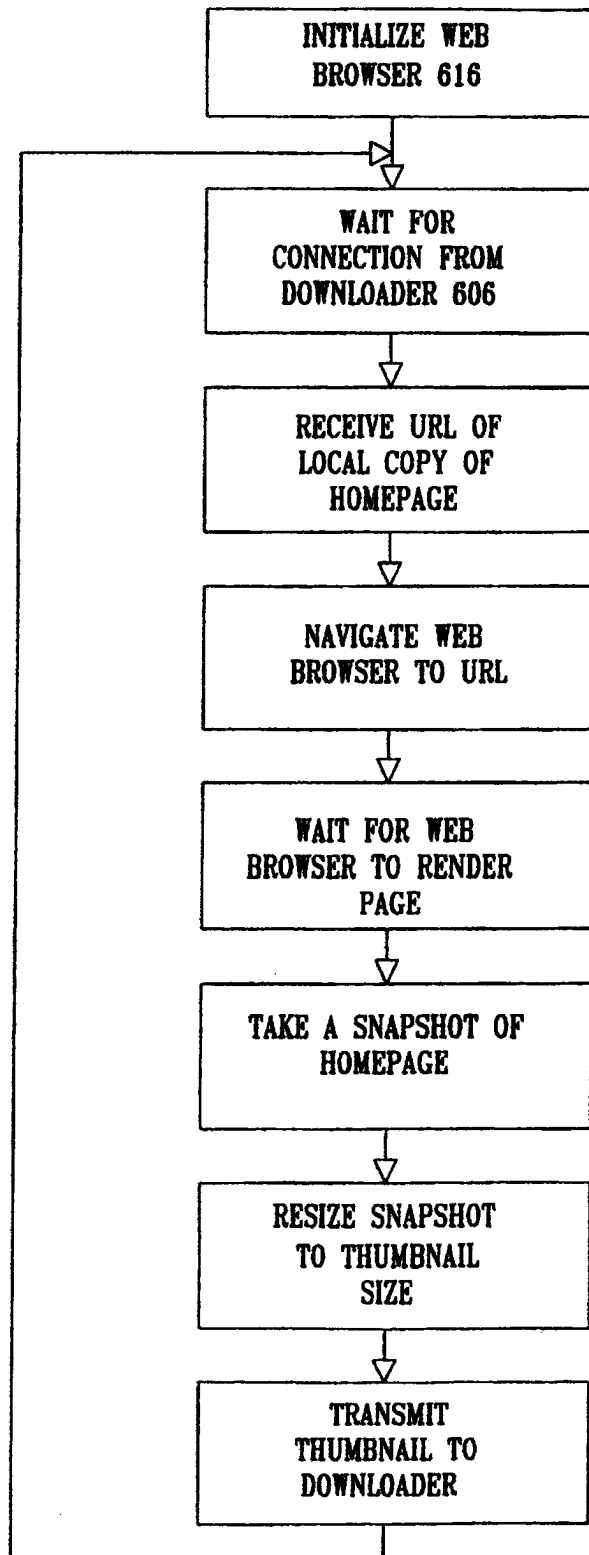 INITIALIZE WEB
BROWSER 616
WAIT FOR
CONNECTION FROM
DOWNLOADER 606
RECEIVE URL OF
LOCAL COPY OF
HOMEPAGE
NAVIGATE WEB
BROWSER TO URL
WAIT FOR WEB
BROWSER TO RENDER
PAGE
TAKE A SNAPSHOT OF
HOMEPAGE
RESIZE SNAPSHOT
TO THUMBNAIL
SIZE
TRANSMIT
THUMBNAIL TO
DOWNLOADER